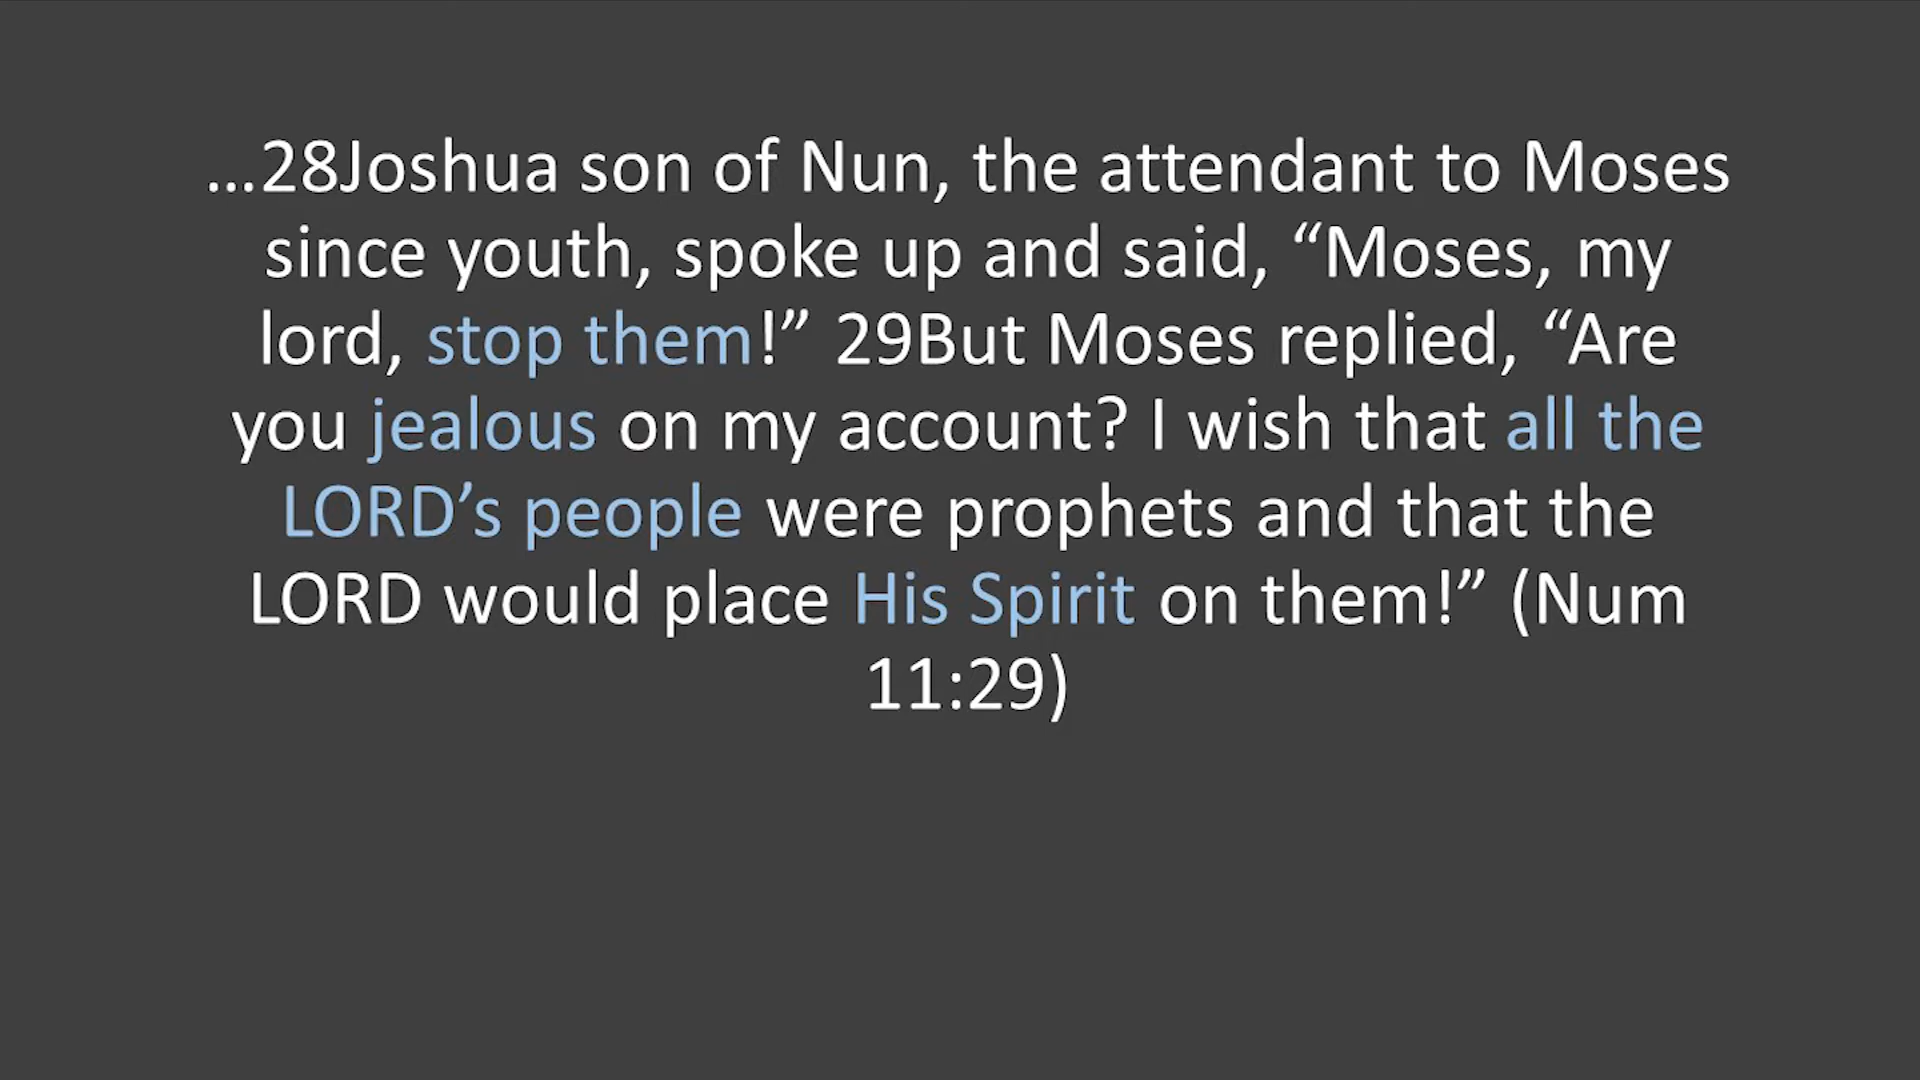 …28Joshua son of Nun, the attendant to Moses
since youth, spoke up and said, “Moses, my
lord, stop them!” 29But Moses replied, “Are
you jealous on my account? I wish that all the
LORD’s people were prophets and that the
LORD would place His Spirit on them!” (Num
11:29)